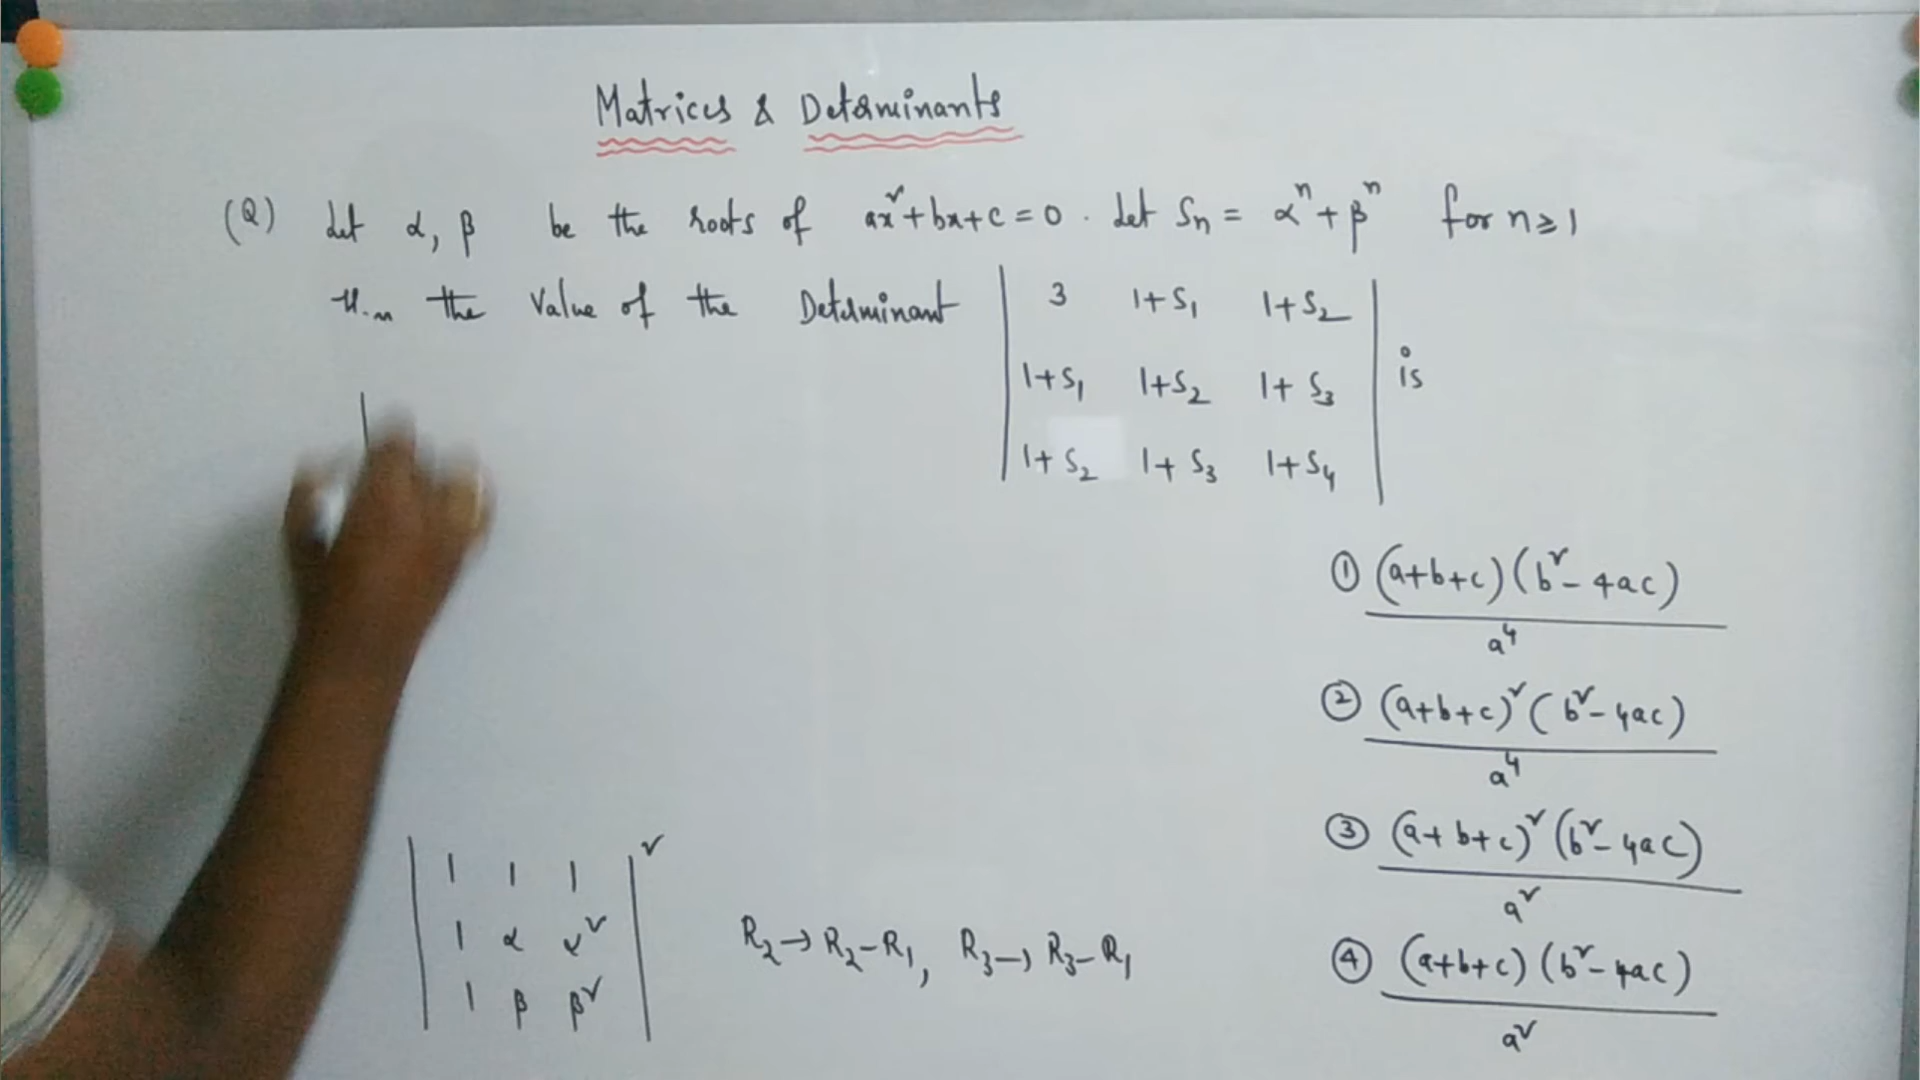 Matrices & Determinants
(Q) Let α, β be the roots of ax²+bx+c=0. Let Sn = αⁿ+βⁿ for n≥1
then the Value of the Determinant | 3 1+S₁ 1+S₂ |
| 1+S₁ 1+S₂ 1+S₃ | is
| 1+S₂ 1+S₃ 1+S₄ |
① (a+b+c)(b²-4ac)
a⁴
② (a+b+c)²(b²-4ac)
a⁴
③ (a+b+c)²(b²-4ac)
a²
④ (a+b+c)(b²-4ac)
a²
| 1 1 1 |²
| 1 α α² |
| 1 β β² |
R₂→R₂-R₁, R₃→R₃-R₁